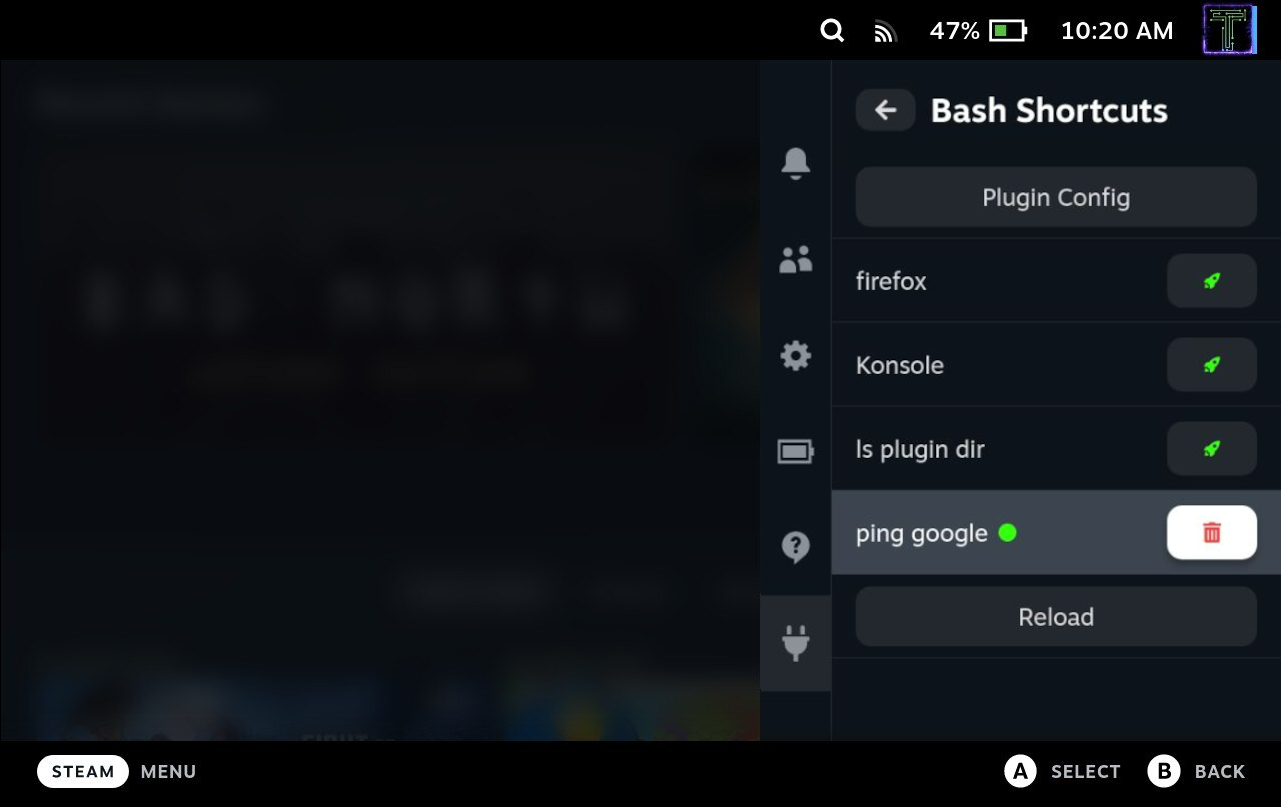 47% 10:20 AM
Bash Shortcuts
Plugin Config
firefox
Konsole
ls plugin dir
ping google
Reload
STEAM MENU
A SELECT B BACK